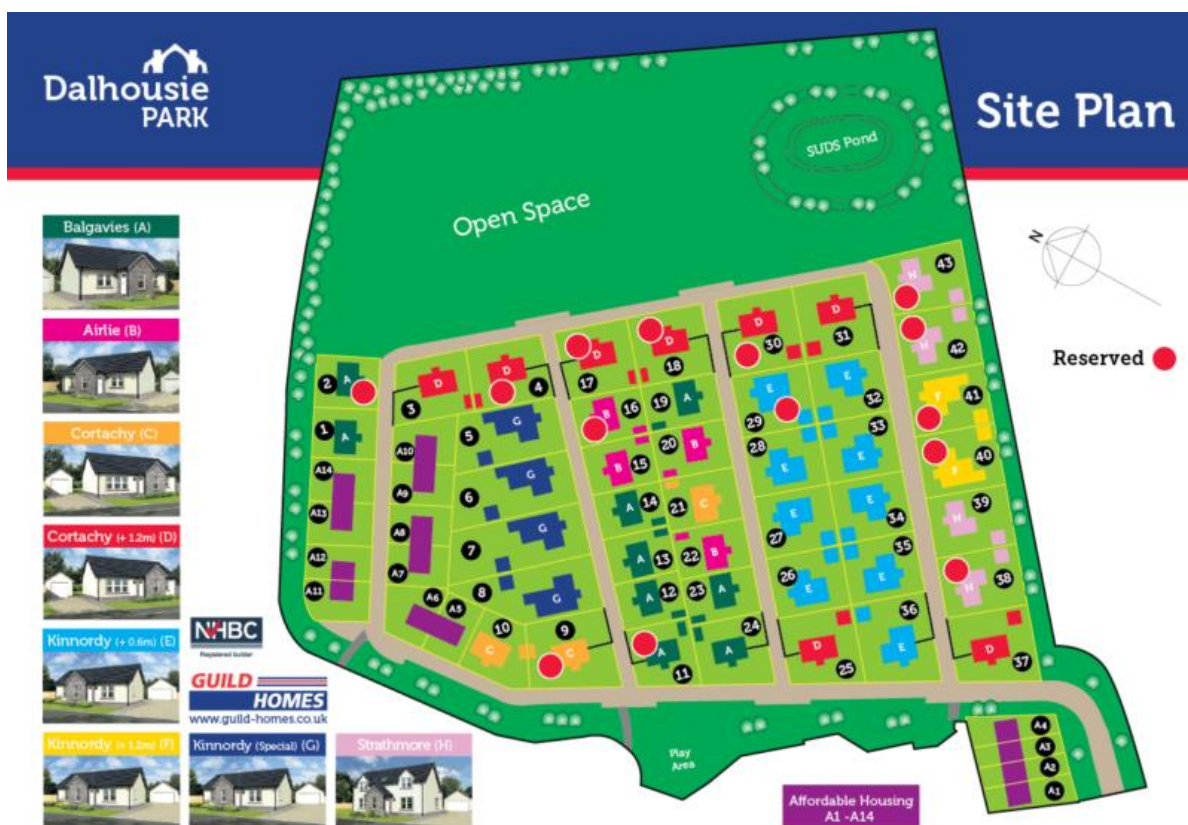 Dalhousie
PARK
Site Plan
SUDS Pond
Open Space
N
Reserved
Balgavies (A)
Airlie (B)
Cortachy (C)
Cortachy (+ 1.2m) (D)
Kinnordy (+ 0.6m) (E)
Kinnordy (+ 1.2m) (F)
Kinnordy (Special) (G)
Strathmore (H)
NHBC
Registered builder
GUILD
HOMES
www.guild-homes.co.uk
2 A
1 A
A14
A13
A12
A11
3 D
D 4
A10
A9
A8
A7
A6 A5
5 G
6 G
7 G
8 G
10 C
9 C
D 17
D 18
B 16
B 15
A 14
A 13
A 12
A 11
19 A
20 B
21 C
22 B
23 A
24 A
D 30
D 31
E 29
E 28
E 27
E 26
D 25
E 32
E 33
E 34
E 35
E 36
H 43
H 42
F 41
F 40
H 39
H 38
D 37
A4
A3
A2
A1
Play
Area
Affordable Housing
A1 -A14